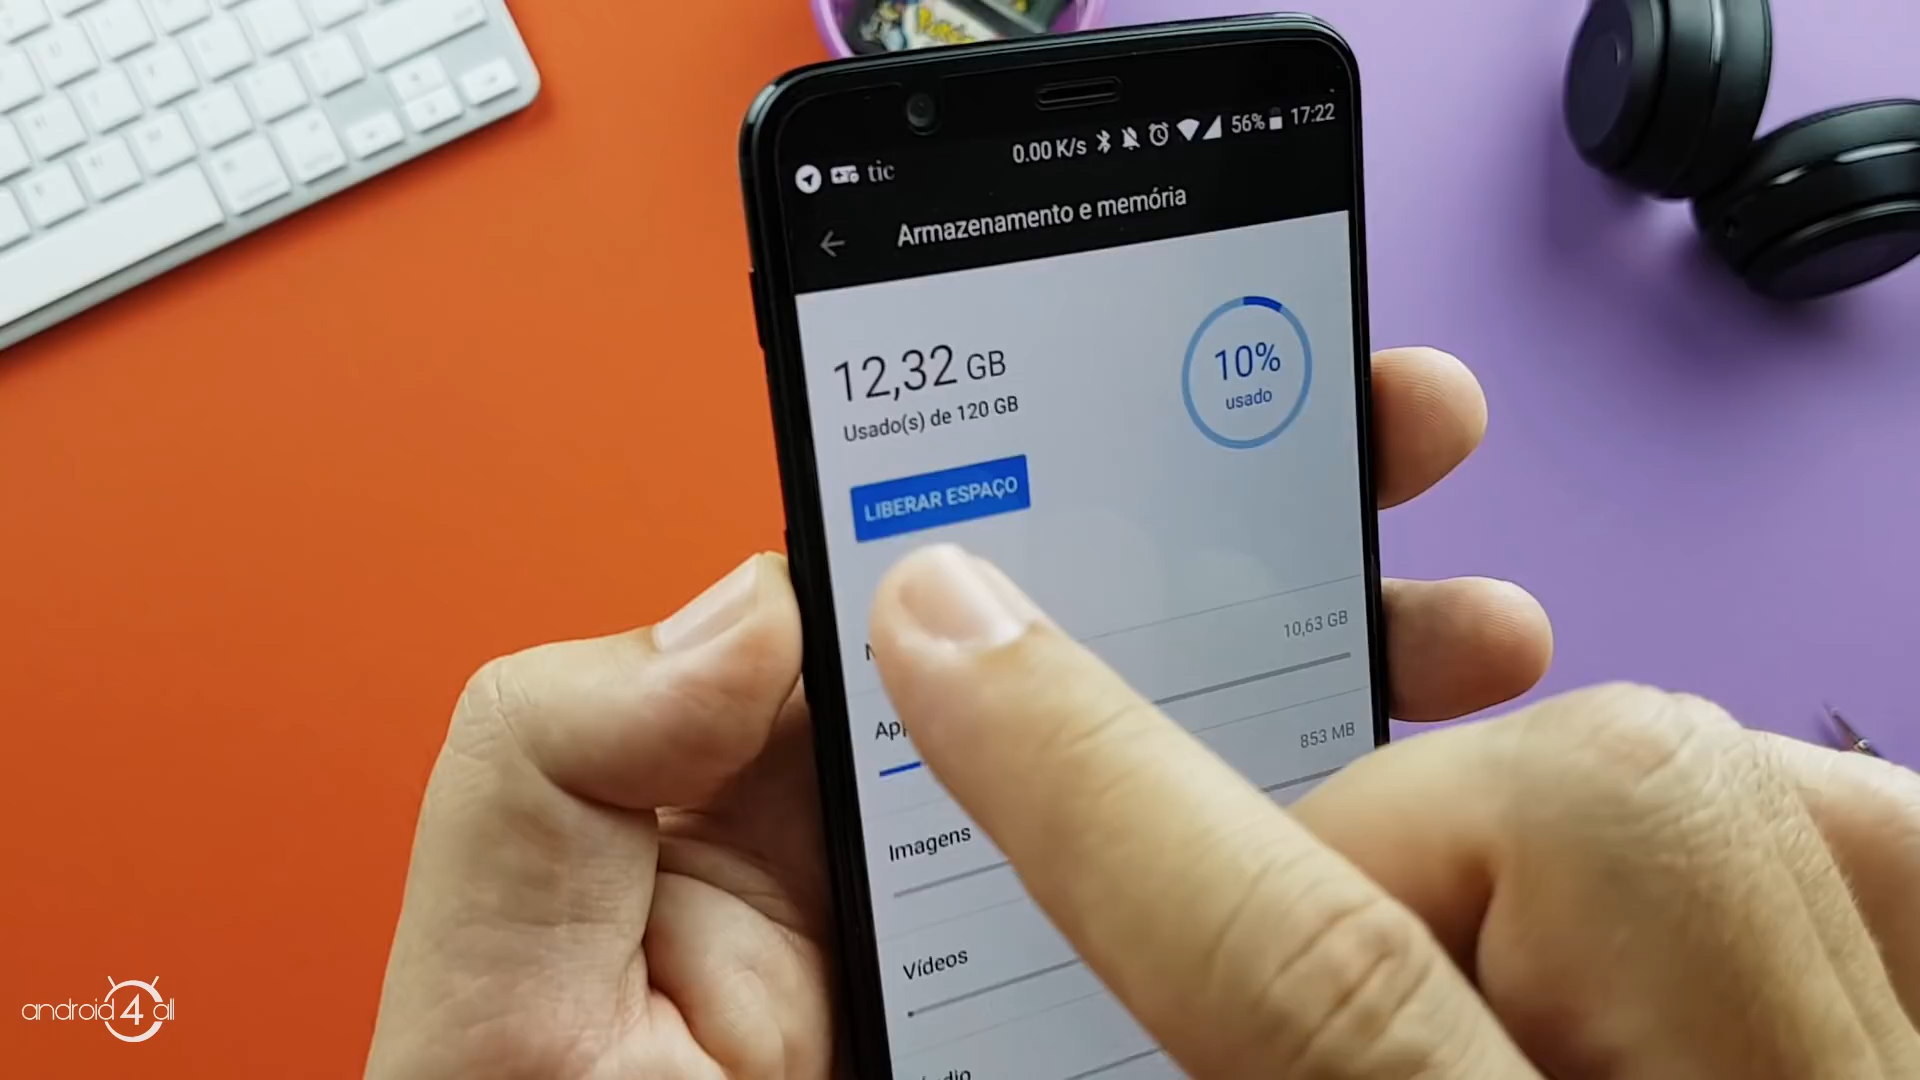 Pokémon
0.00 K/s 56% 17:22
tic
Armazenamento e memória
12,32 GB
Usado(s) de 120 GB
10%
usado
LIBERAR ESPAÇO
10,63 GB
853 MB
Imagens
Vídeos
android4all